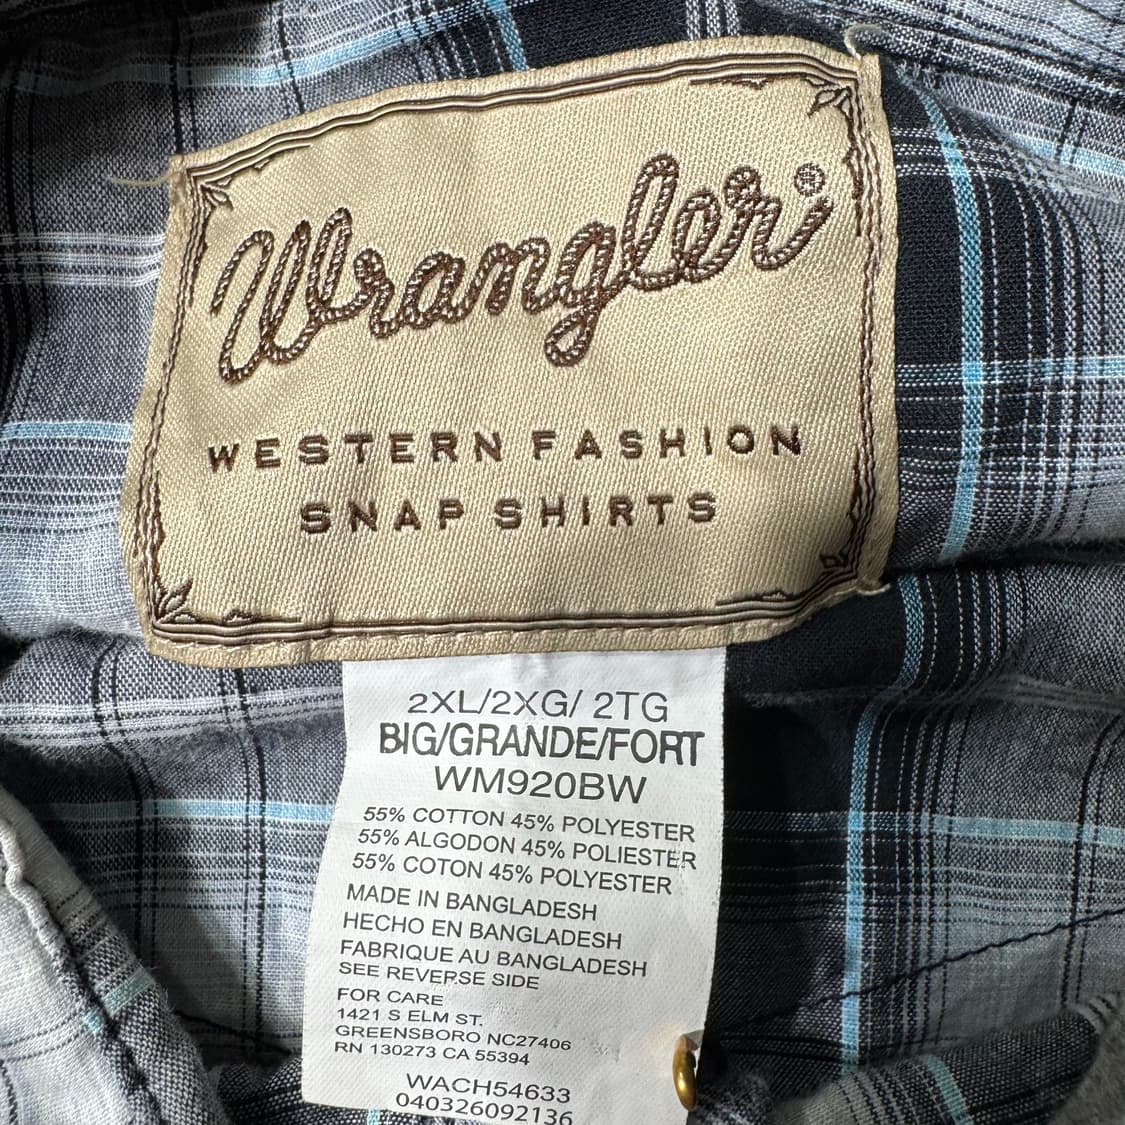 Wrangler®
WESTERN FASHION
SNAP SHIRTS
2XL/2XG/ 2TG
BIG/GRANDE/FORT
WM920BW
55% COTTON 45% POLYESTER
55% ALGODON 45% POLIESTER
55% COTON 45% POLYESTER
MADE IN BANGLADESH
HECHO EN BANGLADESH
FABRIQUE AU BANGLADESH
SEE REVERSE SIDE
FOR CARE
1421 S ELM ST.
GREENSBORO NC27406
RN 130273 CA 55394
WACH54633
040326092136